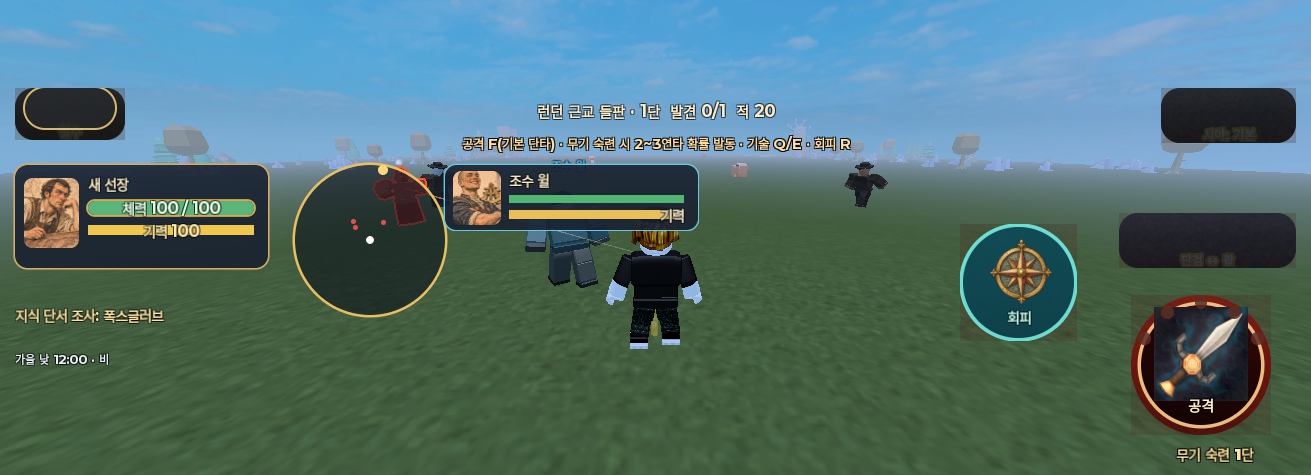 런던 근교 들판 · 1단 발견 0/1 적 20
공격 F(기본 단타) · 무기 숙련 시 2~3연타 확률 발동 · 기술 Q/E · 회피 R
조수 윌
새 선장
체력 100 / 100
기력 100
조수 윌
기력
회피
지식 단서 조사: 폭스글러브
가을 낮 12:00 · 비
공격
무기 숙련 1단